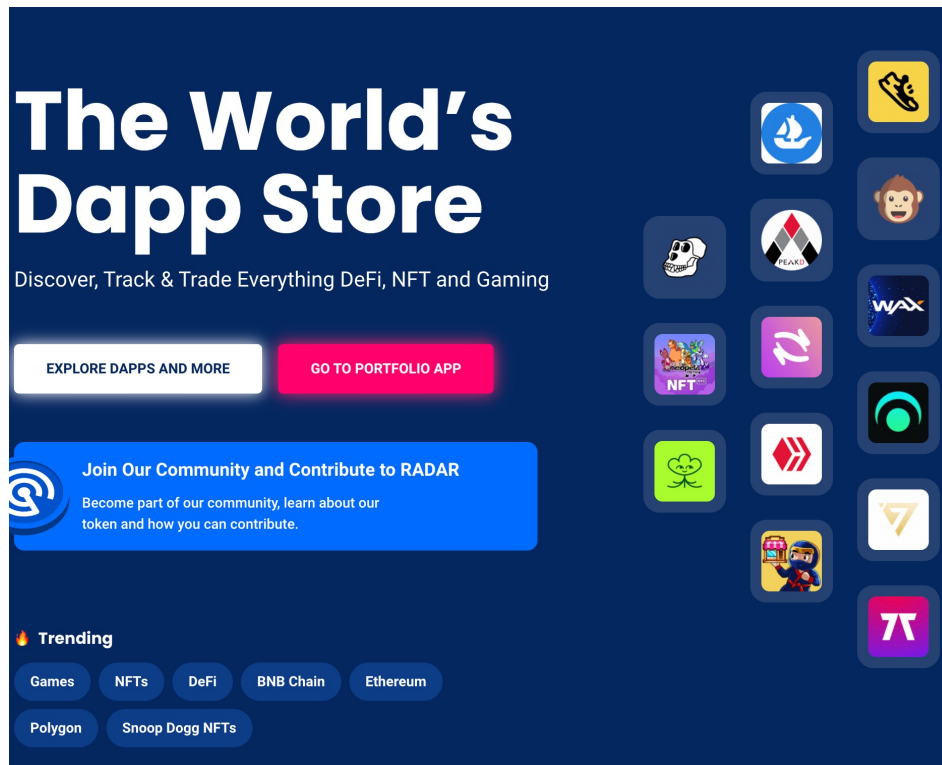 The World’s
Dapp Store
Discover, Track & Trade Everything DeFi, NFT and Gaming
EXPLORE DAPPS AND MORE
GO TO PORTFOLIO APP
Join Our Community and Contribute to RADAR
Become part of our community, learn about our
token and how you can contribute.
Trending
Games
NFTs
DeFi
BNB Chain
Ethereum
Polygon
Snoop Dogg NFTs
PEAKD
WAX
NFT